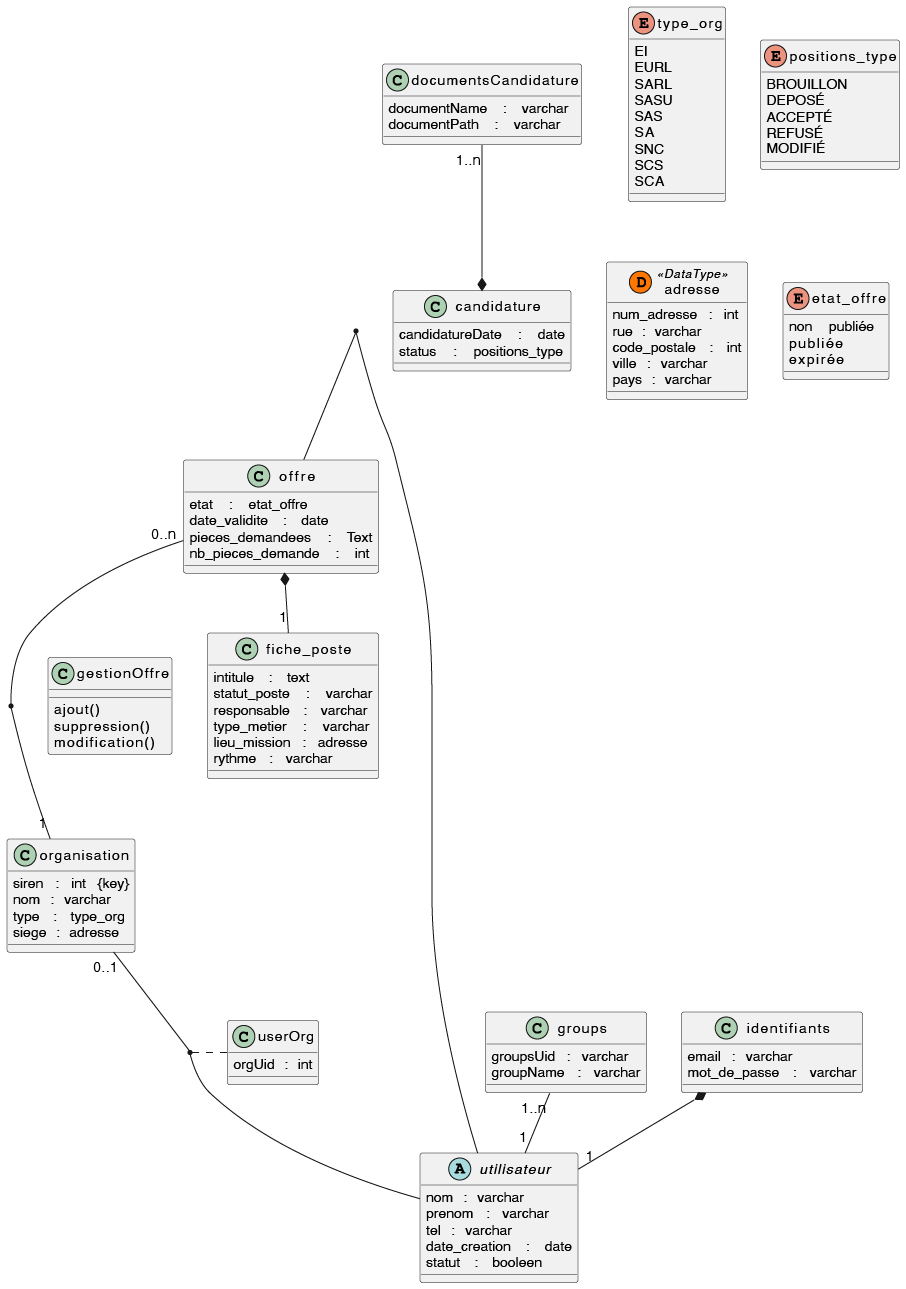 E type_org
EI
EURL
SARL
SASU
SAS
SA
SNC
SCS
SCA
E positions_type
BROUILLON
DEPOSÉ
ACCEPTÉ
REFUSÉ
MODIFIÉ
C documentsCandidature
documentName : varchar
documentPath : varchar
1..n
C candidature
candidatureDate : date
status : positions_type
D «DataType»
adresse
num_adresse : int
rue : varchar
code_postale : int
ville : varchar
pays : varchar
E etat_offre
non publiée
publiée
expirée
C offre
etat : etat_offre
date_validite : date
pieces_demandees : Text
nb_pieces_demande : int
0..n
1
C gestionOffre
ajout()
suppression()
modification()
C fiche_poste
intitule : text
statut_poste : varchar
responsable : varchar
type_metier : varchar
lieu_mission : adresse
rythme : varchar
1
C organisation
siren : int {key}
nom : varchar
type : type_org
siege : adresse
0..1
C userOrg
orgUid : int
C groups
groupsUid : varchar
groupName : varchar
1..n
1
C identifiants
email : varchar
mot_de_passe : varchar
1
A utilisateur
nom : varchar
prenom : varchar
tel : varchar
date_creation : date
statut : booleen